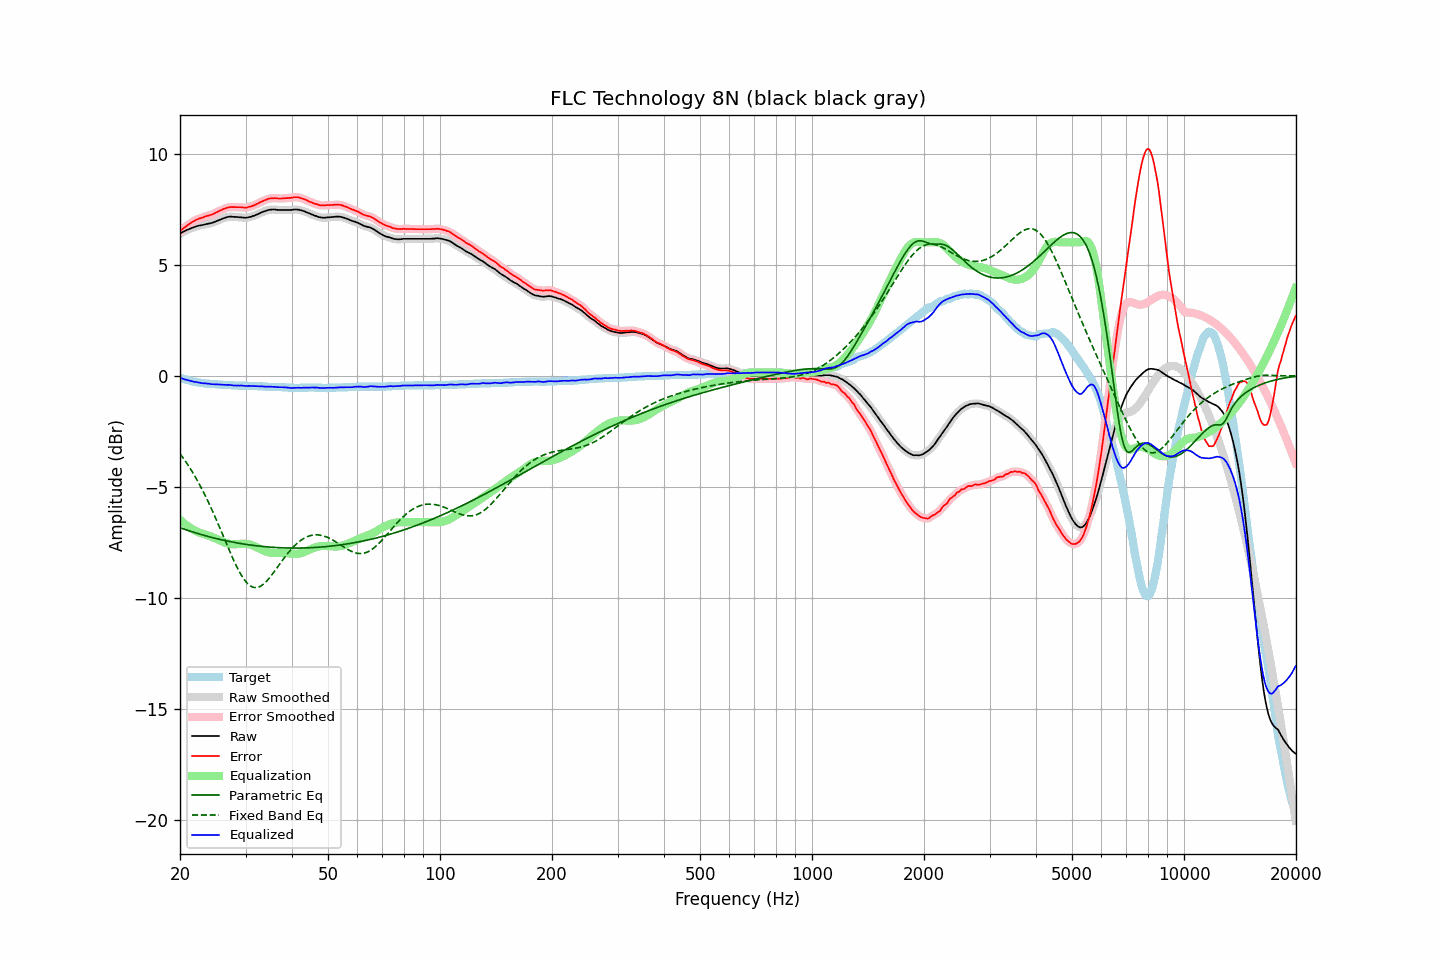 FLC Technology 8N (black black gray)
Amplitude (dBr)
10
5
0
−5
−10
−15
−20
Target
Raw Smoothed
Error Smoothed
Raw
Error
Equalization
Parametric Eq
Fixed Band Eq
Equalized
20 50 100 200 500 1000 2000 5000 10000 20000
Frequency (Hz)